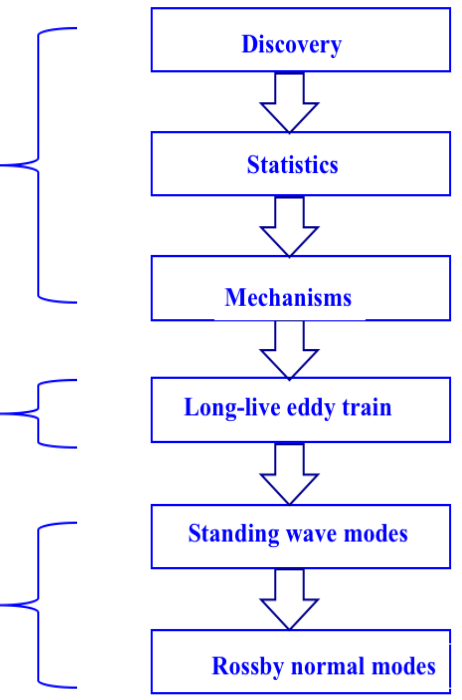 Discovery
Statistics
Mechanisms
Long-live eddy train
Standing wave modes
Rossby normal modes